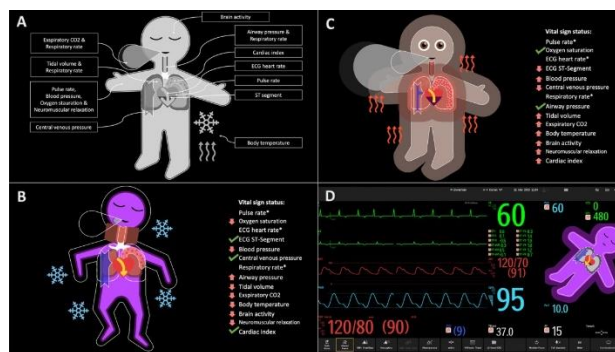 A
Brain activity
Exspiratory CO2 &
Respiratory rate
Airway pressure &
Respiratory rate
Cardiac index
Tidal volume &
Respiratory rate
ECG heart rate
Pulse rate,
Blood pressure,
Oxygen staturation &
Neuromuscular relaxation
Pulse rate
ST segment
Central venous pressure
Body temperature
C
Vital sign status:
Pulse rate*
Oxygen saturation
ECG heart rate*
ECG ST-Segment
Blood pressure
Central venous pressure
Respiratory rate*
Airway pressure
Tidal volume
Exspiratory CO2
Body temperature
Brain activity
Neuromuscular relaxation
Cardiac index
B
Vital sign status:
Pulse rate*
Oxygen saturation
ECG heart rate*
ECG ST-Segment
Blood pressure
Central venous pressure
Respiratory rate*
Airway pressure
Tidal volume
Exspiratory CO2
Body temperature
Brain activity
Neuromuscular relaxation
Cardiac index
D
60
60
0
480
120/70
(91)
95
10.0
120/80 (90)
(9)
37.0
15